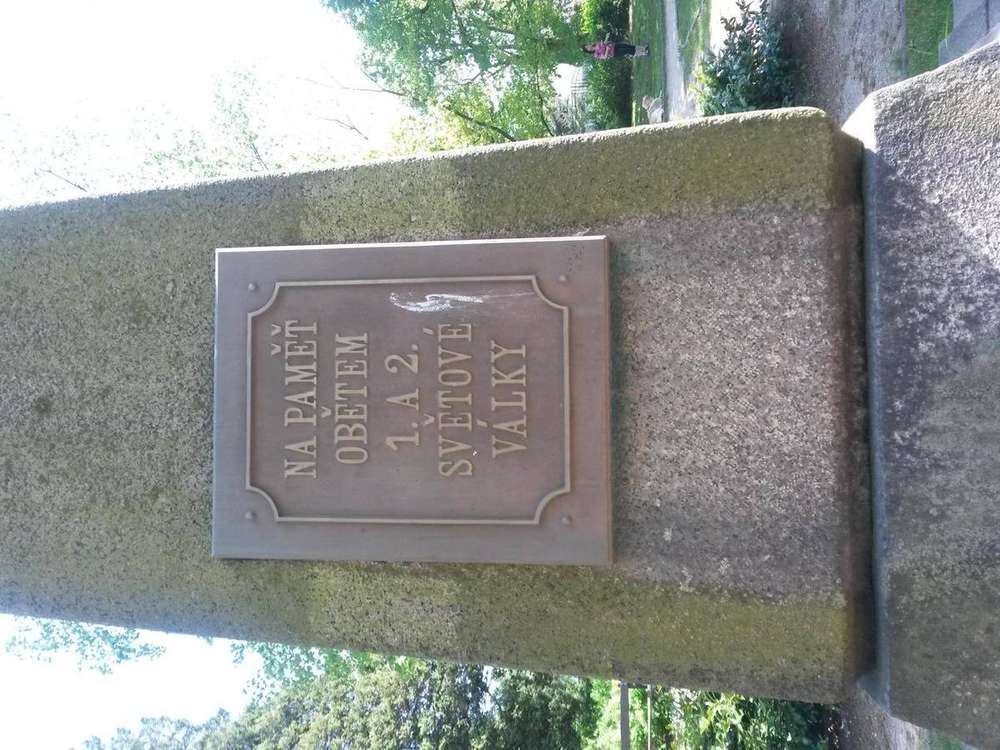 NA PAMĚŤ
OBĚTEM
1. A 2.
SVĚTOVÉ
VÁLKY